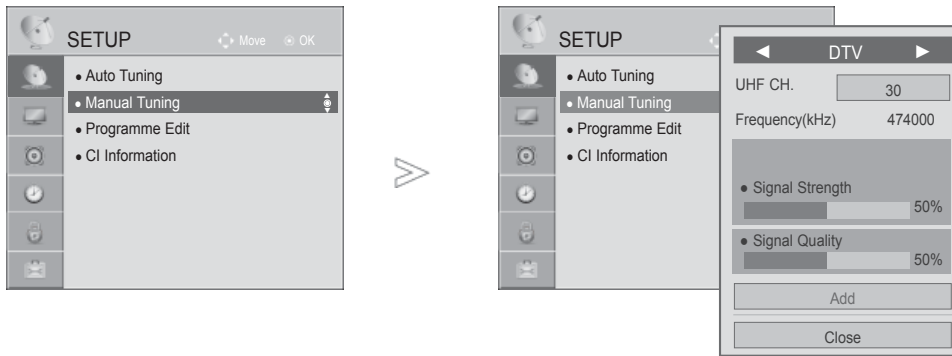 SETUP
Move OK
● Auto Tuning
● Manual Tuning
● Programme Edit
● CI Information
SETUP
● Auto Tuning
● Manual Tuning
● Programme Edit
● CI Information
◄ DTV ►
UHF CH. 30
Frequency(kHz) 474000
● Signal Strength
50%
● Signal Quality
50%
Add
Close